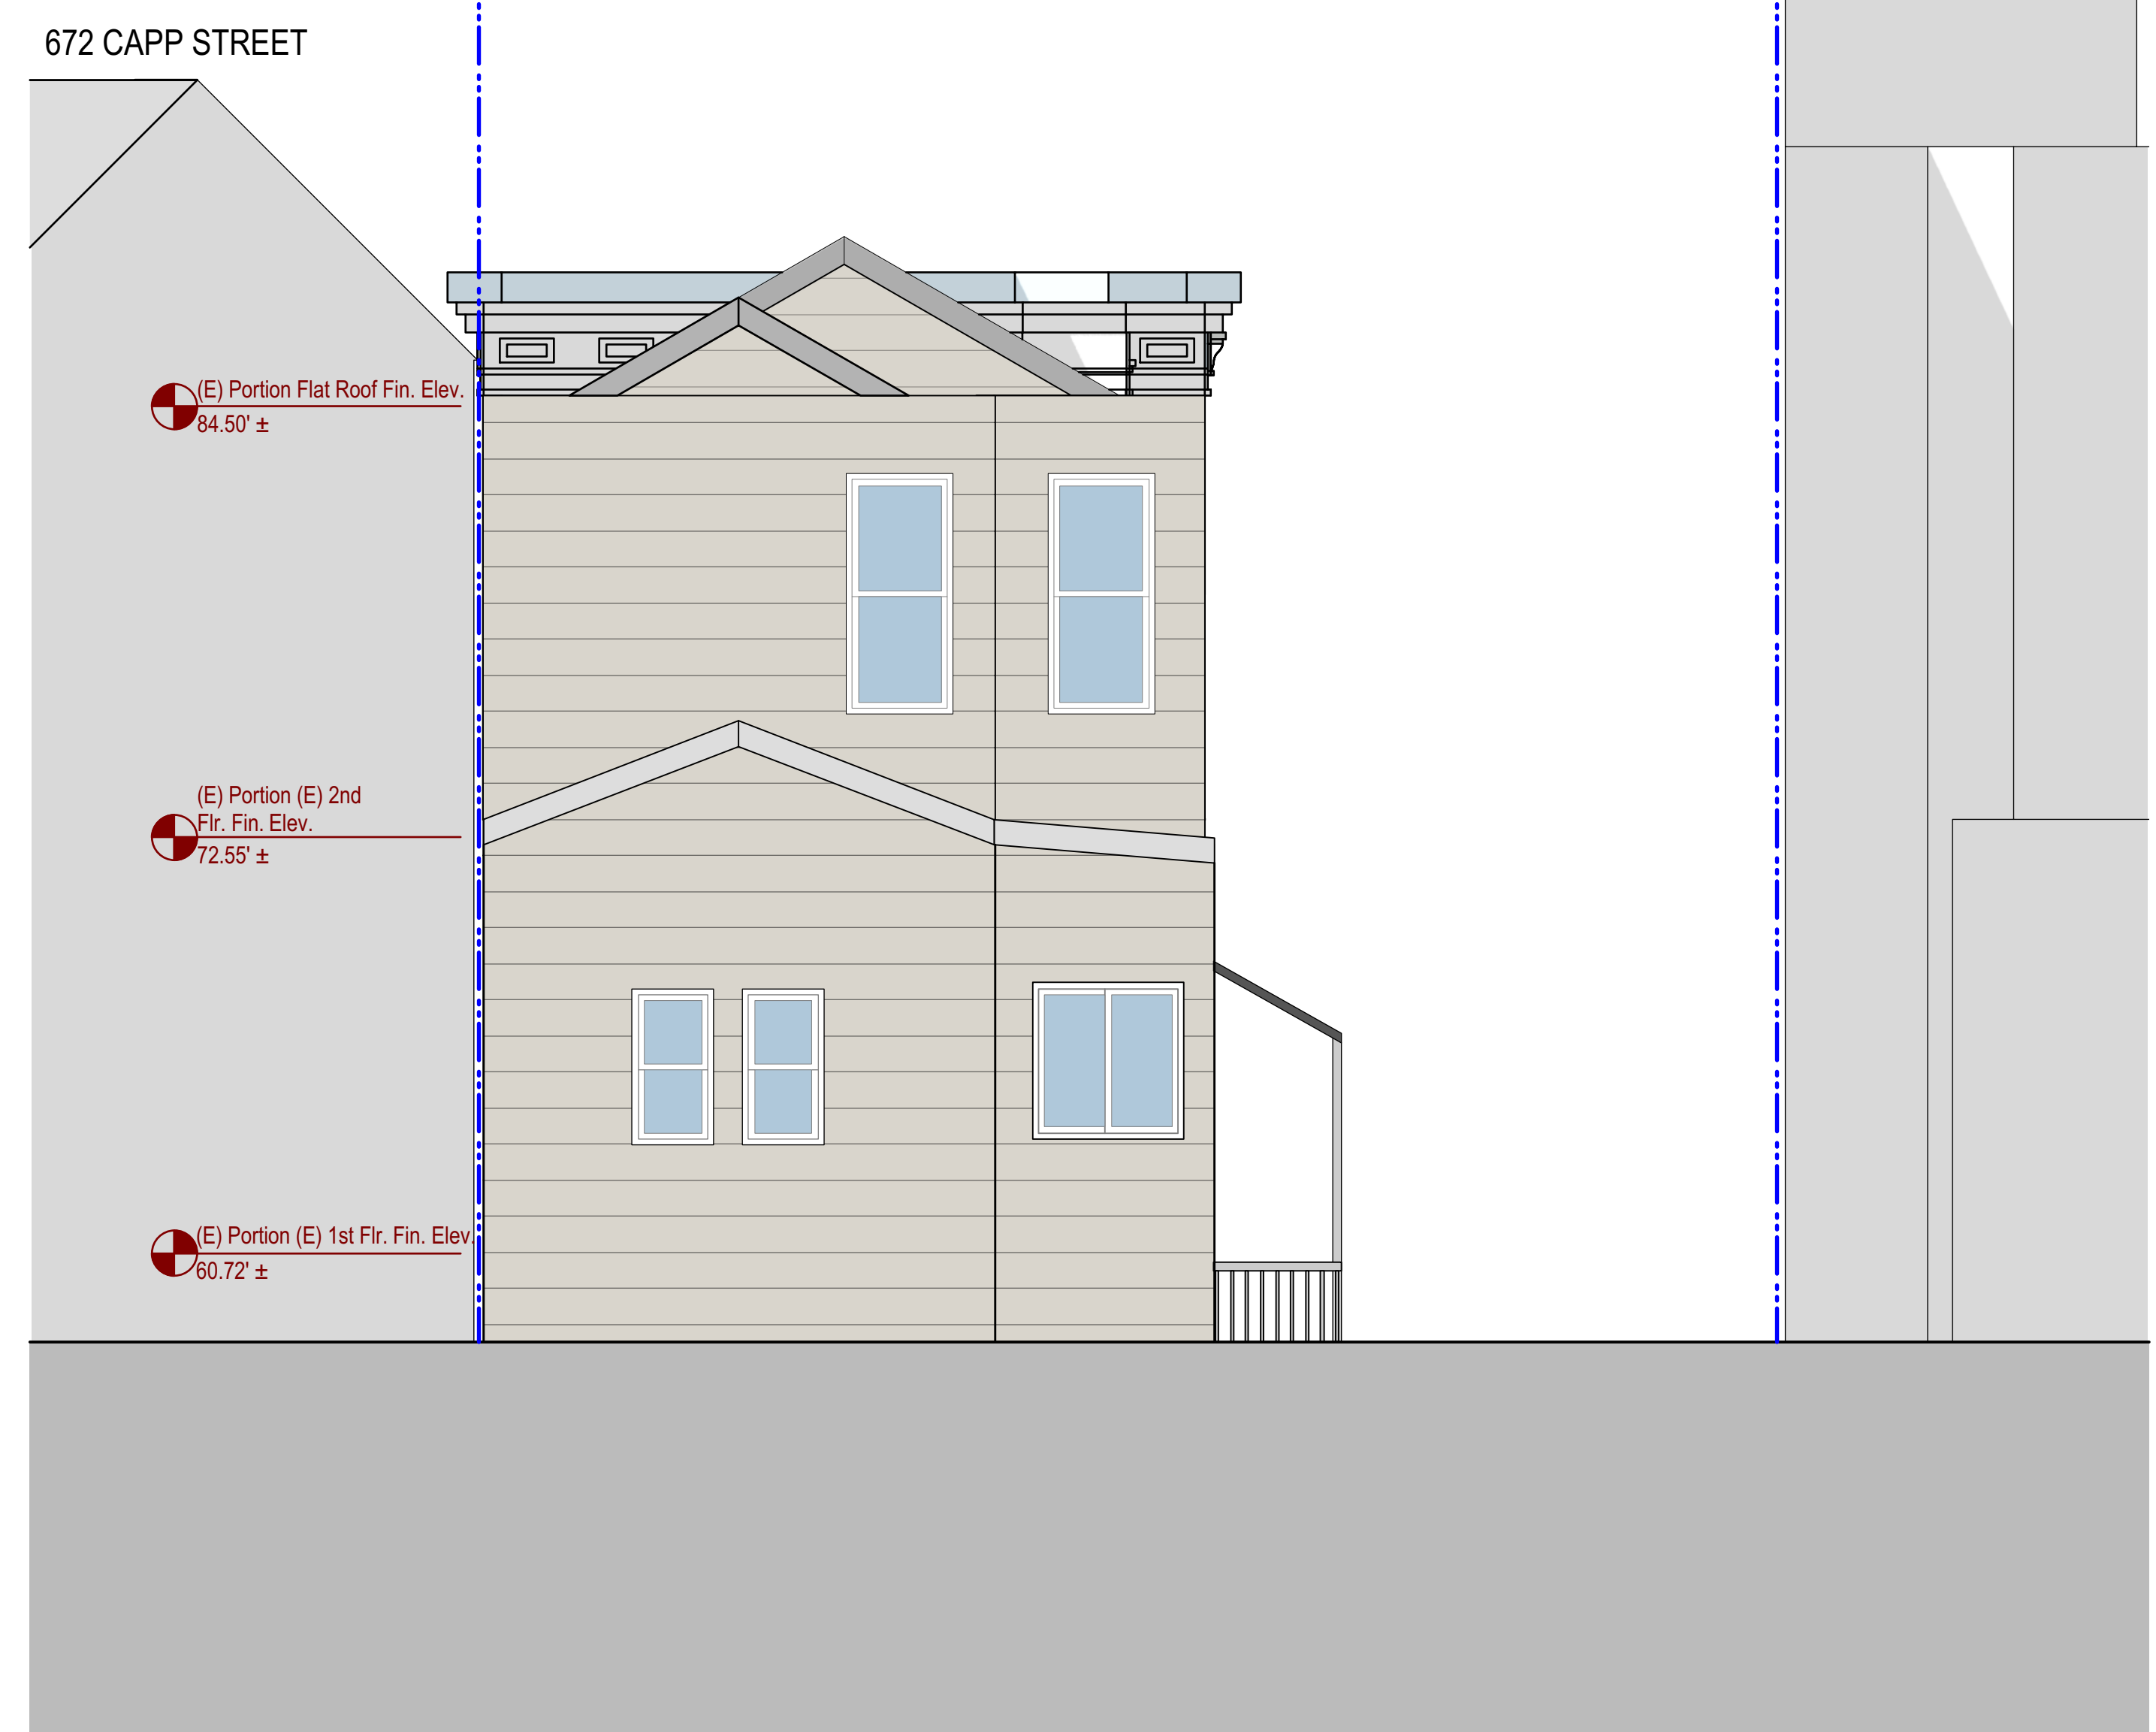 672 CAPP STREET
(E) Portion Flat Roof Fin. Elev.
84.50' ±
(E) Portion (E) 2nd
Flr. Fin. Elev.
72.55' ±
(E) Portion (E) 1st Flr. Fin. Elev.
60.72' ±